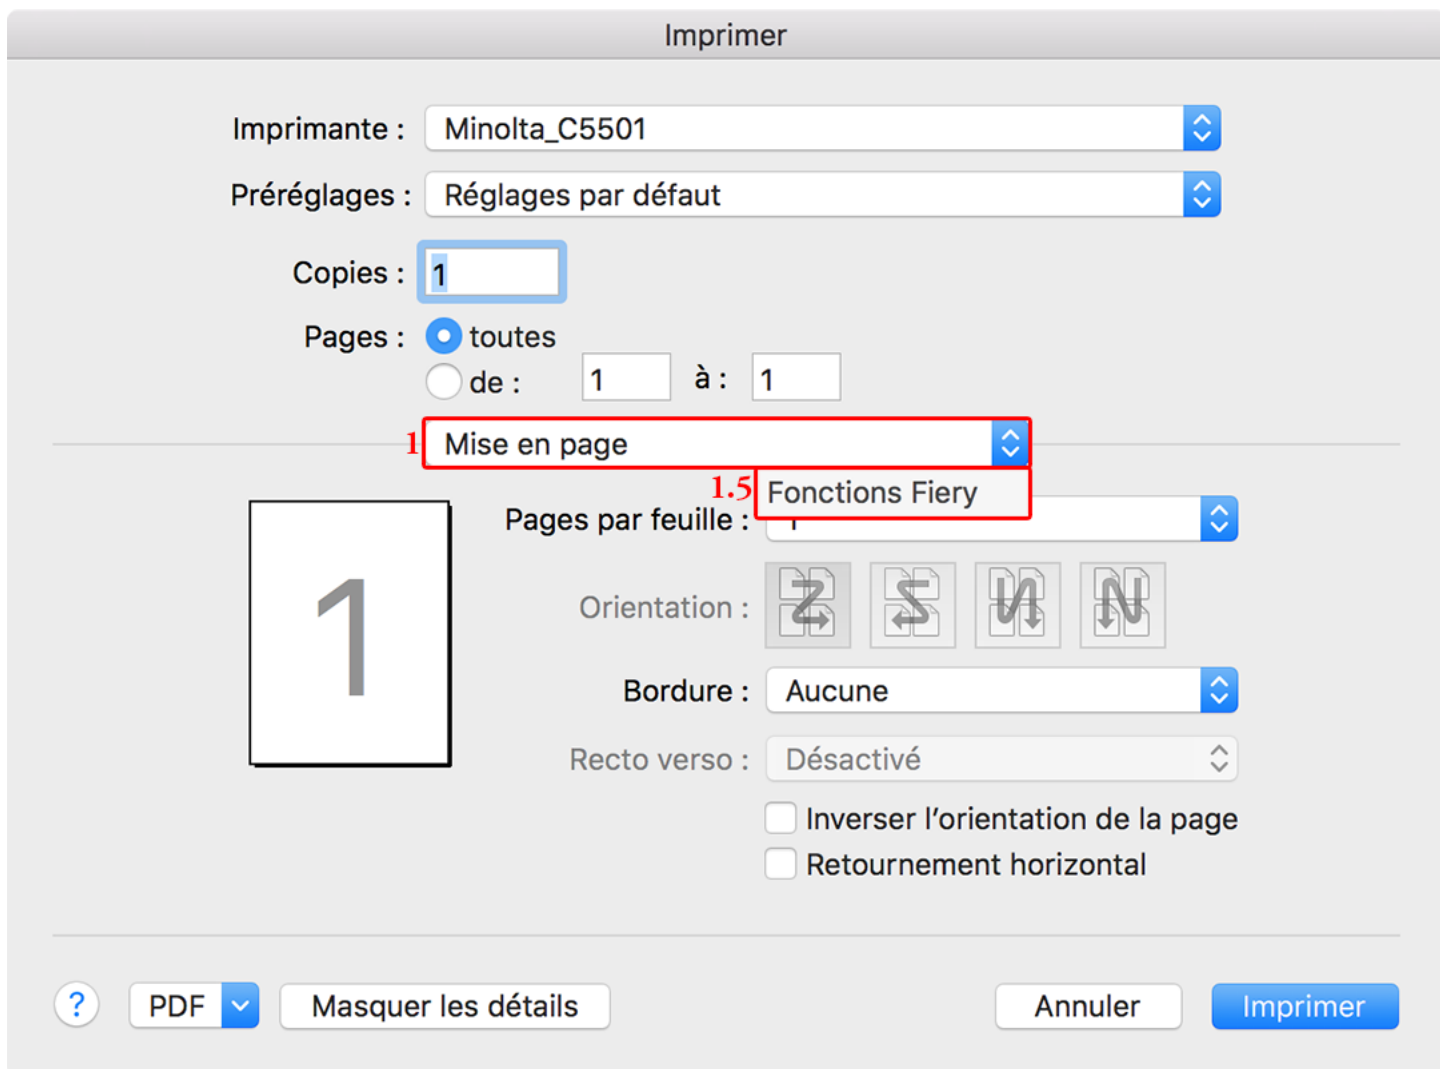 Imprimer
Imprimante : Minolta_C5501
Préréglages : Réglages par défaut
Copies : 1
Pages : toutes
de : 1 à : 1
1 Mise en page
1.5 Fonctions Fiery
Pages par feuille :
1
Orientation :
Bordure : Aucune
Recto verso : Désactivé
Inverser l’orientation de la page
Retournement horizontal
? PDF Masquer les détails Annuler Imprimer